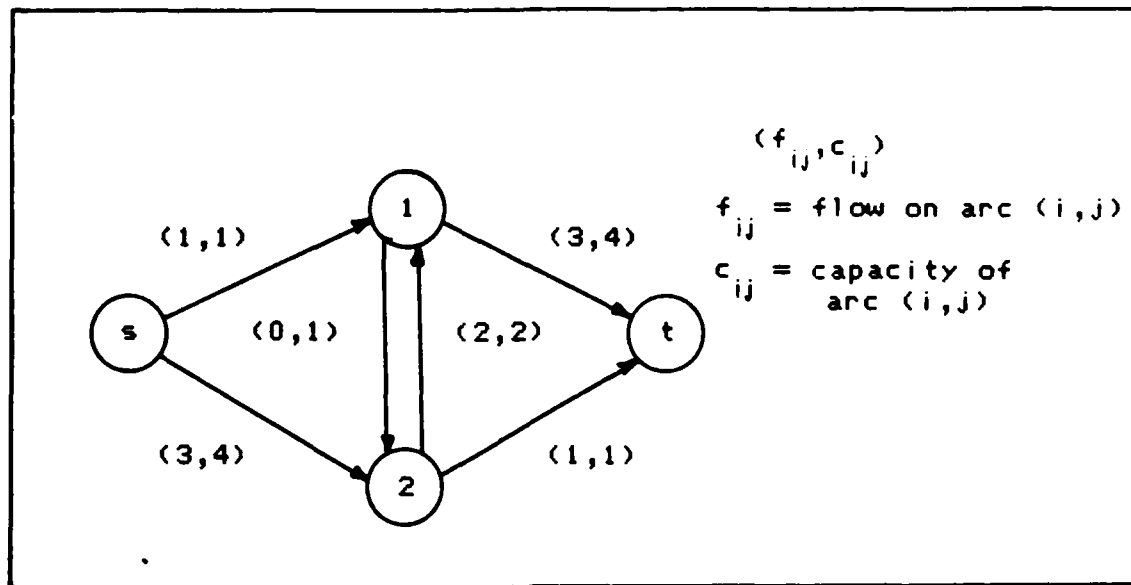 (f_ij,c_ij)
f_ij = flow on arc (i,j)
c_ij = capacity of
arc (i,j)
1
(1,1)
(3,4)
s
(0,1)
(2,2)
t
(3,4)
(1,1)
2